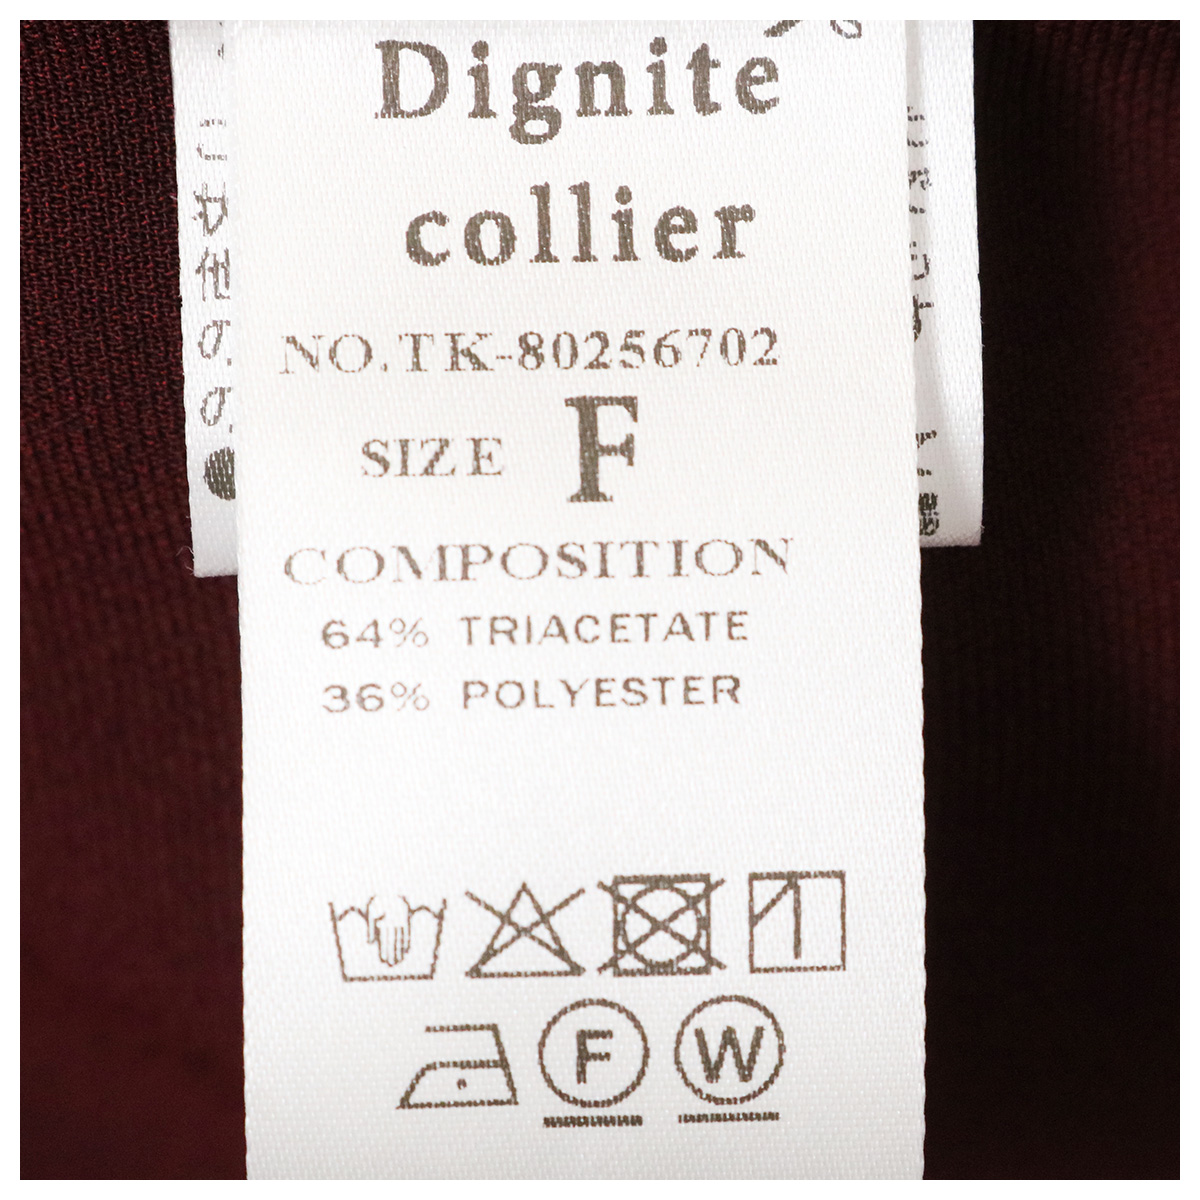 Dignite
collier
NO.TK-80256702
SIZE F
COMPOSITION
64% TRIACETATE
36% POLYESTER
F W